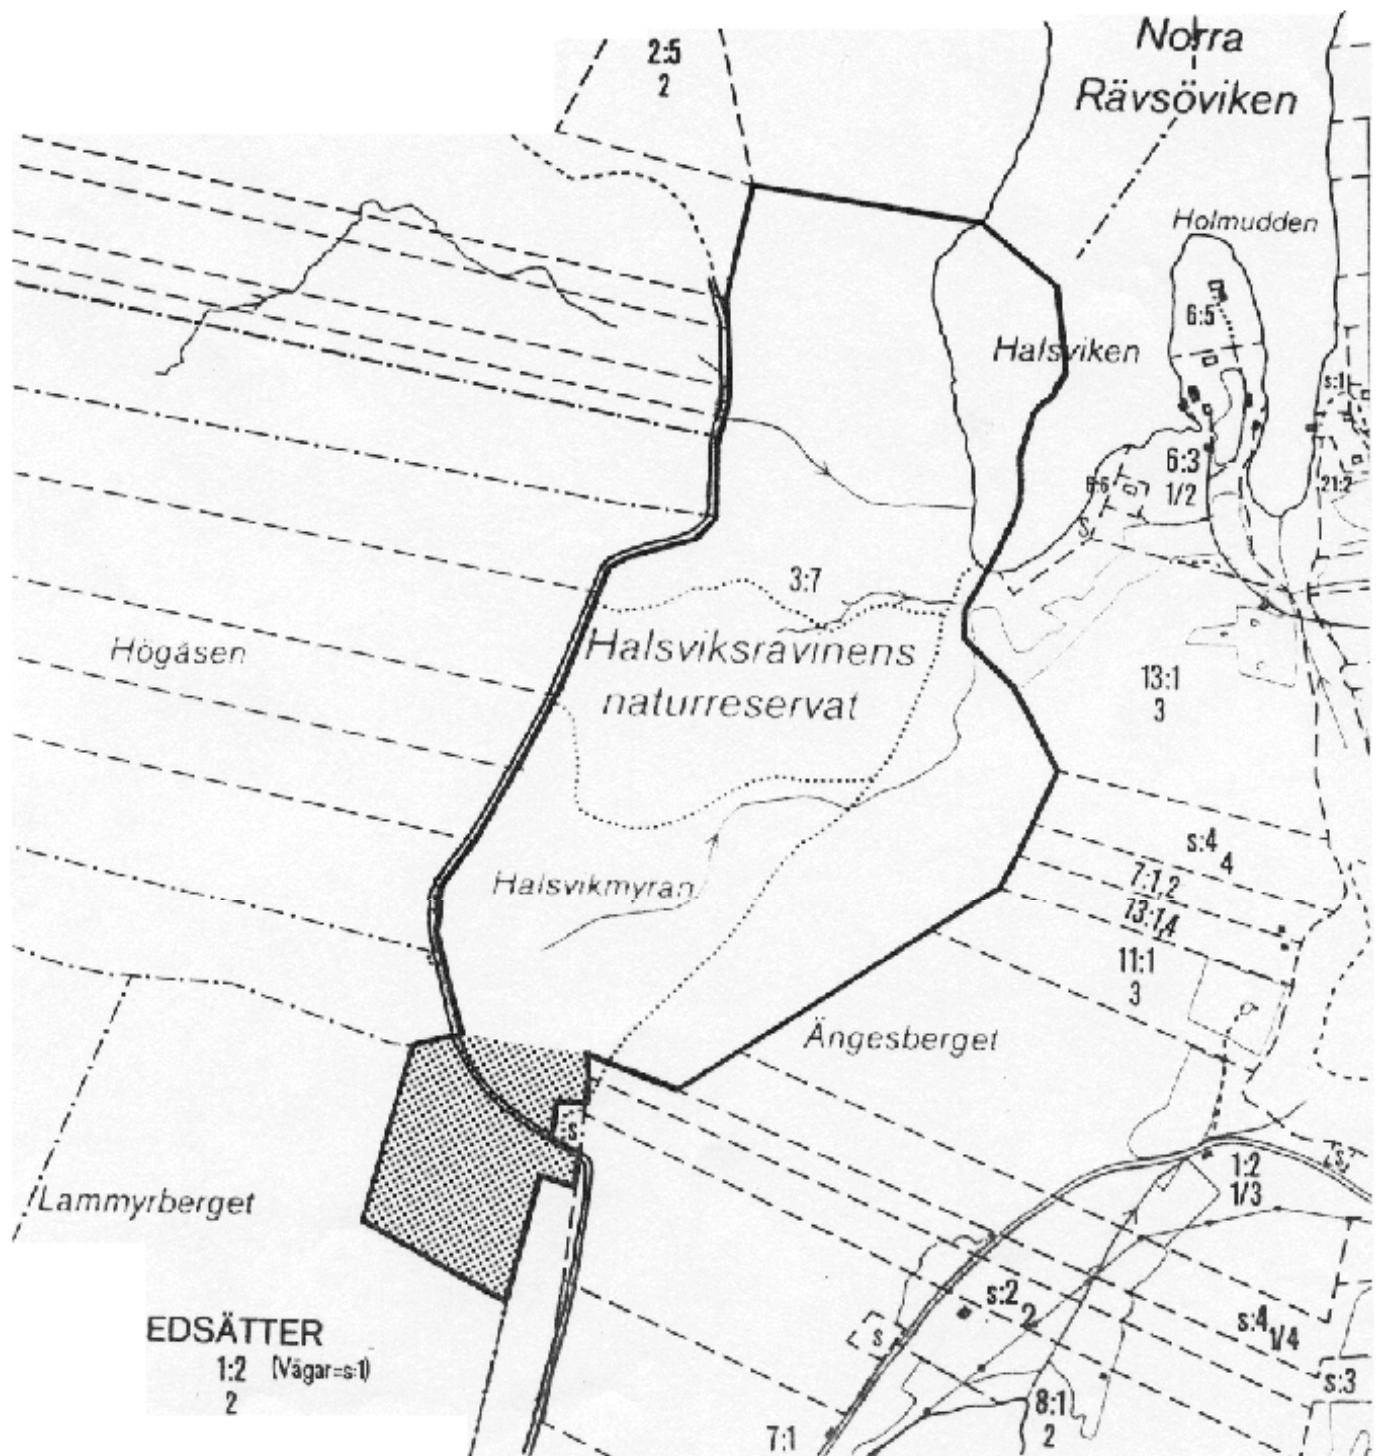 2:5
2
Norra
Rävsöviken
Holmudden
6:5
Halsviken
s:1
6:3
1/2
6:6
21:2
S
3:7
Högåsen
Halsviksravinens
naturreservat
13:1
3
s:4
4
7:1,2
13:1,4
11:1
3
Halsvikmyran
Ängesberget
S
S
1:2
1/3
Lammyrberget
EDSÄTTER
1:2 (Vägar=s:1)
2
s:2
2
S
s:4
1/4
s:3
8:1
2
7:1